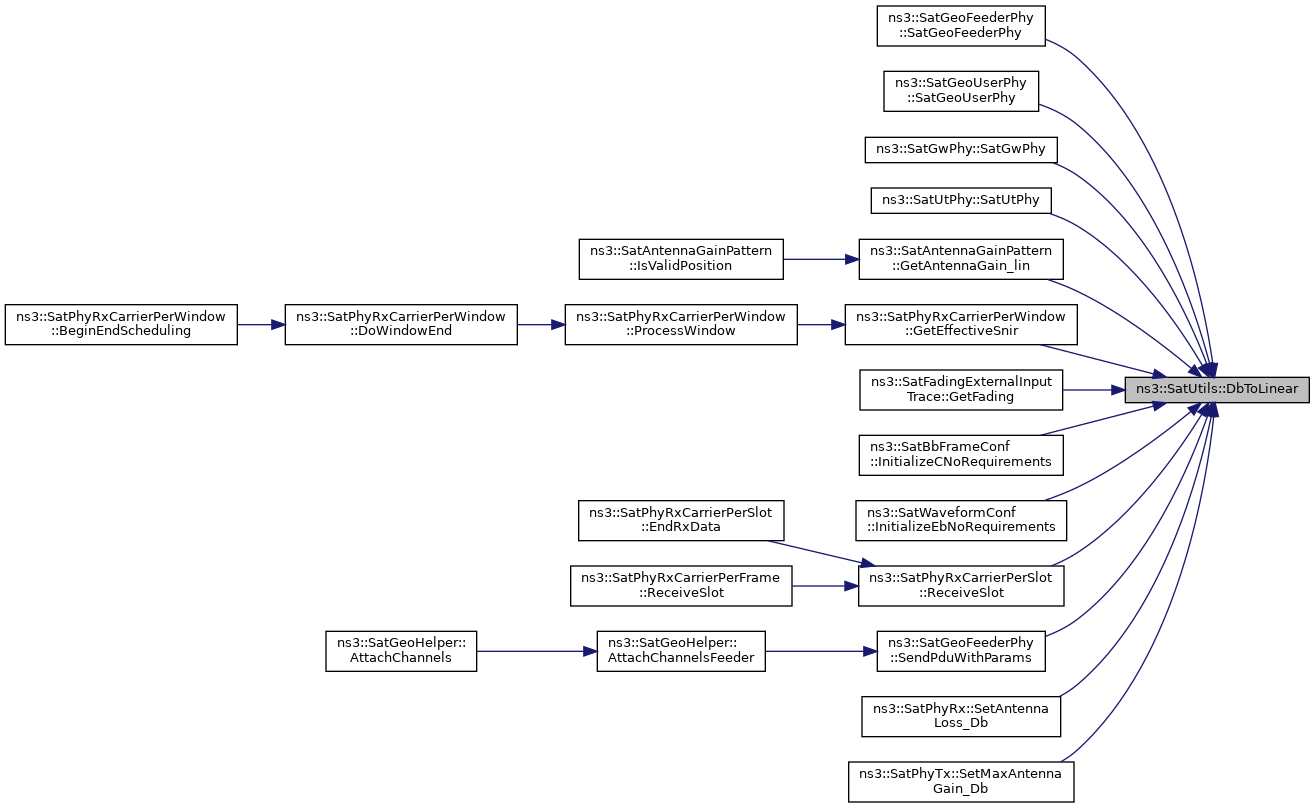 ns3::SatGeoFeederPhy
::SatGeoFeederPhy
ns3::SatGeoUserPhy
::SatGeoUserPhy
ns3::SatGwPhy::SatGwPhy
ns3::SatUtPhy::SatUtPhy
ns3::SatAntennaGainPattern
::IsValidPosition
ns3::SatAntennaGainPattern
::GetAntennaGain_lin
ns3::SatPhyRxCarrierPerWindow
::BeginEndScheduling
ns3::SatPhyRxCarrierPerWindow
::DoWindowEnd
ns3::SatPhyRxCarrierPerWindow
::ProcessWindow
ns3::SatPhyRxCarrierPerWindow
::GetEffectiveSnir
ns3::SatUtils::DbToLinear
ns3::SatFadingExternalInput
Trace::GetFading
ns3::SatBbFrameConf
::InitializeCNoRequirements
ns3::SatWaveformConf
::InitializeEbNoRequirements
ns3::SatPhyRxCarrierPerSlot
::EndRxData
ns3::SatPhyRxCarrierPerFrame
::ReceiveSlot
ns3::SatPhyRxCarrierPerSlot
::ReceiveSlot
ns3::SatGeoHelper::
AttachChannels
ns3::SatGeoHelper::
AttachChannelsFeeder
ns3::SatGeoFeederPhy
::SendPduWithParams
ns3::SatPhyRx::SetAntenna
Loss_Db
ns3::SatPhyTx::SetMaxAntenna
Gain_Db